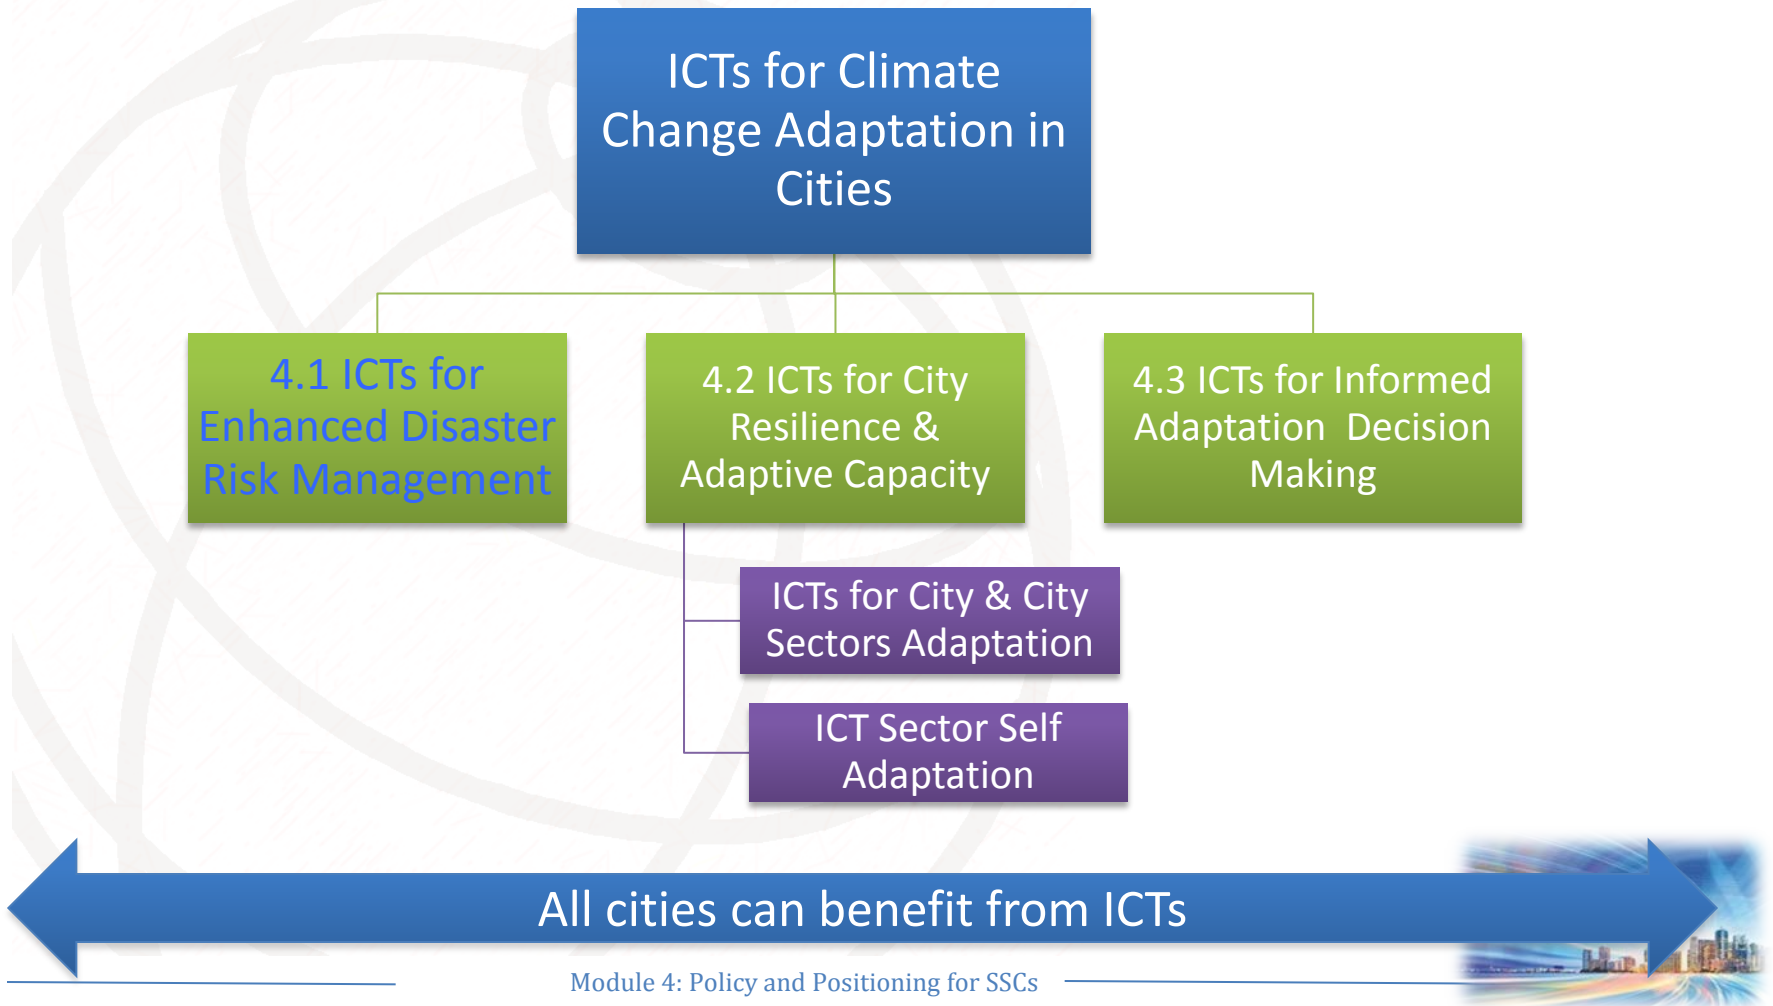 ICTs for Climate
Change Adaptation in
Cities
4.1 ICTs for
Enhanced Disaster
Risk Management
4.2 ICTs for City
Resilience &
Adaptive Capacity
4.3 ICTs for Informed
Adaptation  Decision
Making
ICTs for City & City
Sectors Adaptation
ICT Sector Self
Adaptation
All cities can benefit from ICTs
Module 4: Policy and Positioning for SSCs